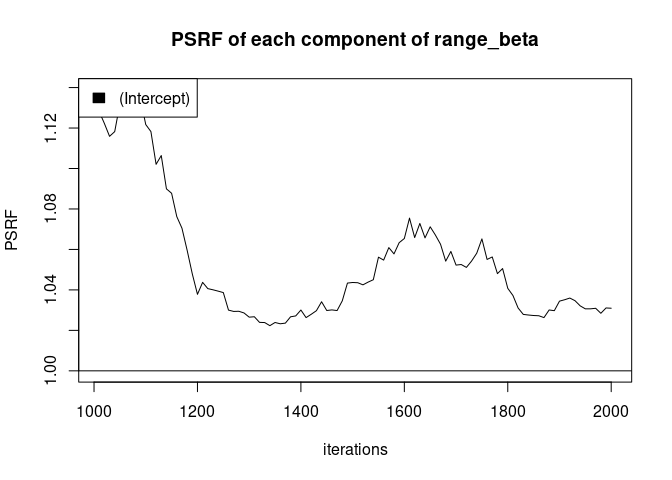 PSRF of each component of range_beta
(Intercept)
PSRF
1.12
1.08
1.04
1.00
1000 1200 1400 1600 1800 2000
iterations